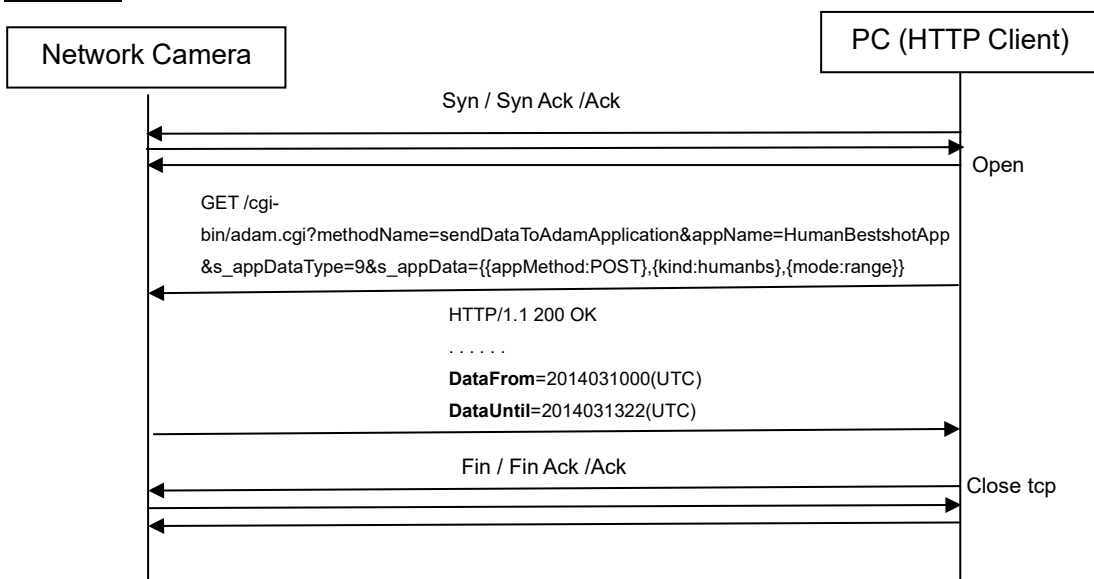 Network Camera
PC (HTTP Client)
Syn / Syn Ack /Ack
Open
GET /cgi-
bin/adam.cgi?methodName=sendDataToAdamApplication&appName=HumanBestshotApp
&s_appDataType=9&s_appData={{appMethod:POST},{kind:humanbs},{mode:range}}
HTTP/1.1 200 OK
. . . . . .
DataFrom=2014031000(UTC)
DataUntil=2014031322(UTC)
Fin / Fin Ack /Ack
Close tcp